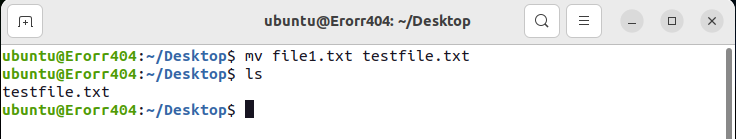 ubuntu@Erorr404: ~/Desktop
ubuntu@Erorr404:~/Desktop$ mv file1.txt testfile.txt
ubuntu@Erorr404:~/Desktop$ ls
testfile.txt
ubuntu@Erorr404:~/Desktop$